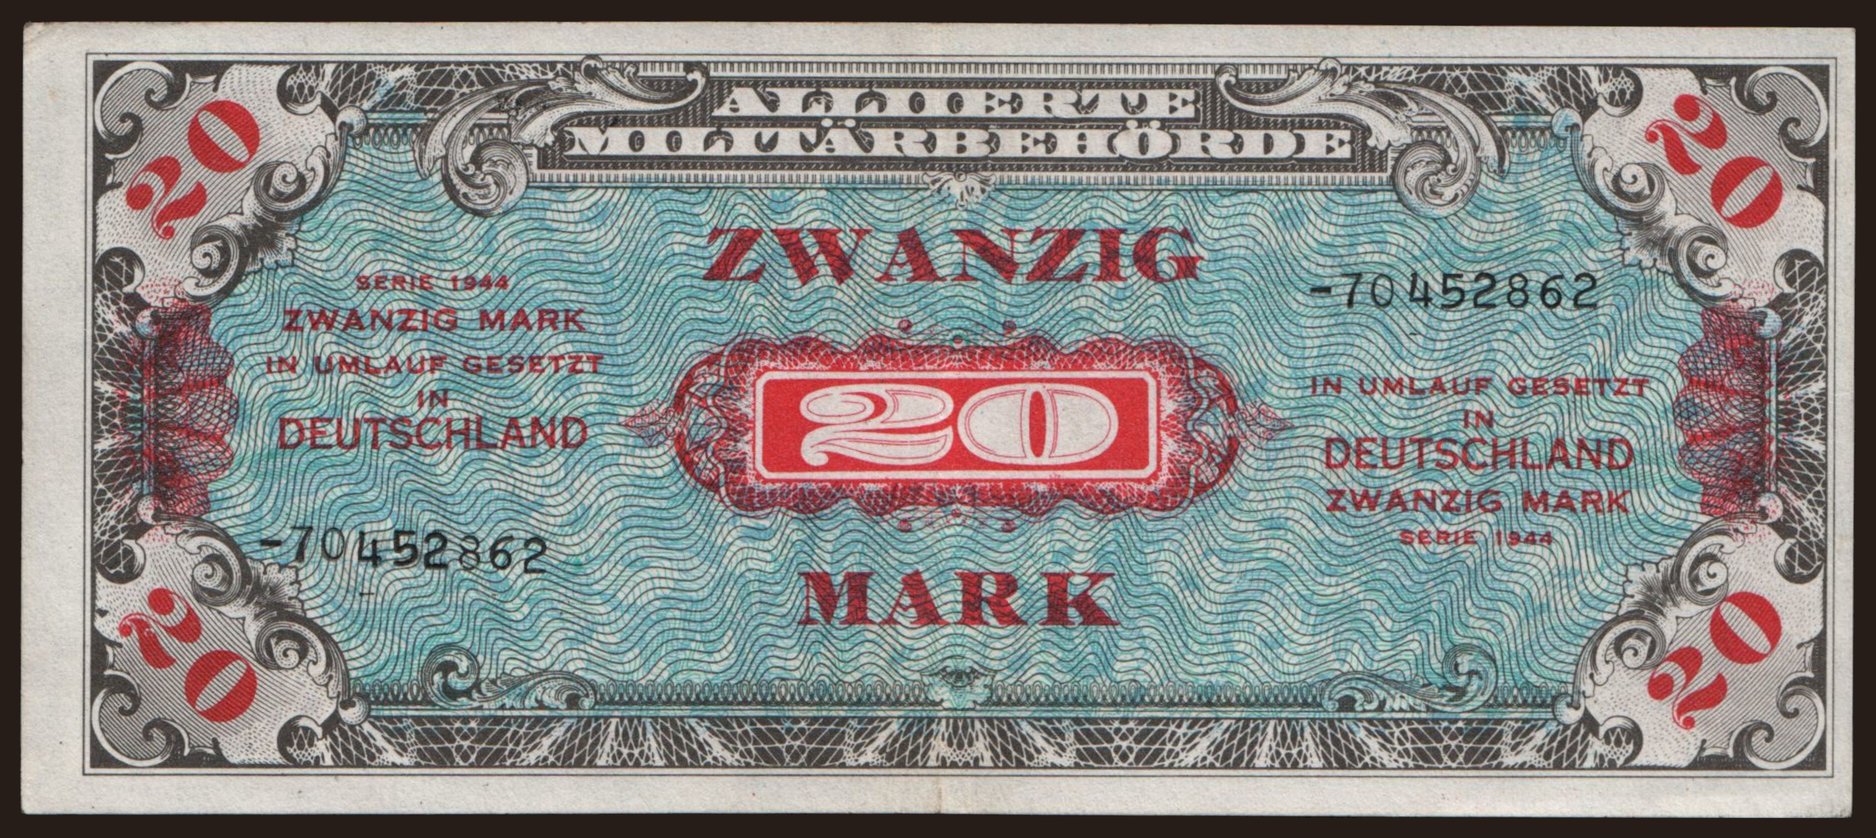 20
ALLIIERTE
MILITÄRBEHÖRDE
20
ZWANZIG
SERIE 1944
ZWANZIG MARK
IN UMLAUF GESETZT
IN
DEUTSCHLAND
-70452862
20
-70452862
IN UMLAUF GESETZT
IN
DEUTSCHLAND
ZWANZIG MARK
SERIE 1944
MARK
20
20